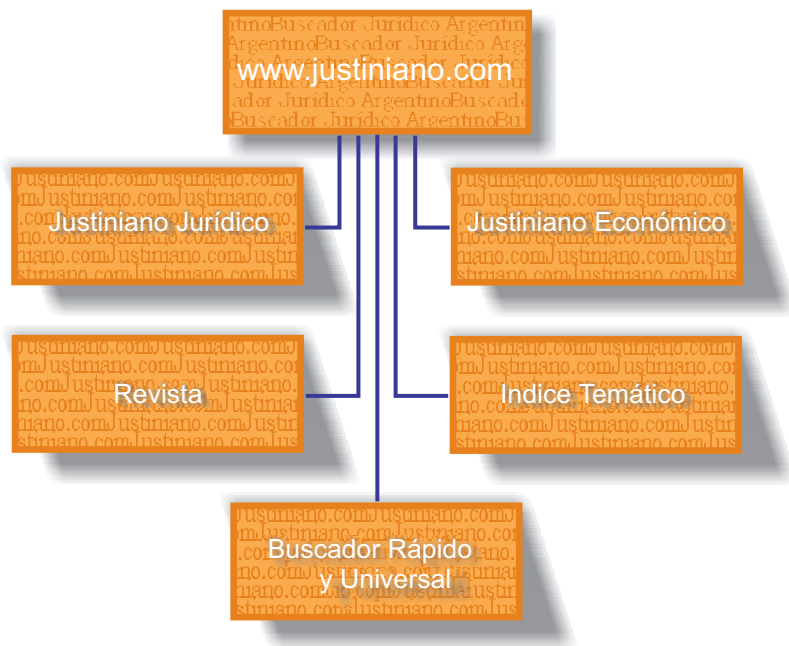 www.justiniano.com
Justiniano Jurídico
Justiniano Económico
Revista
Indice Temático
Buscador Rápido
y Universal